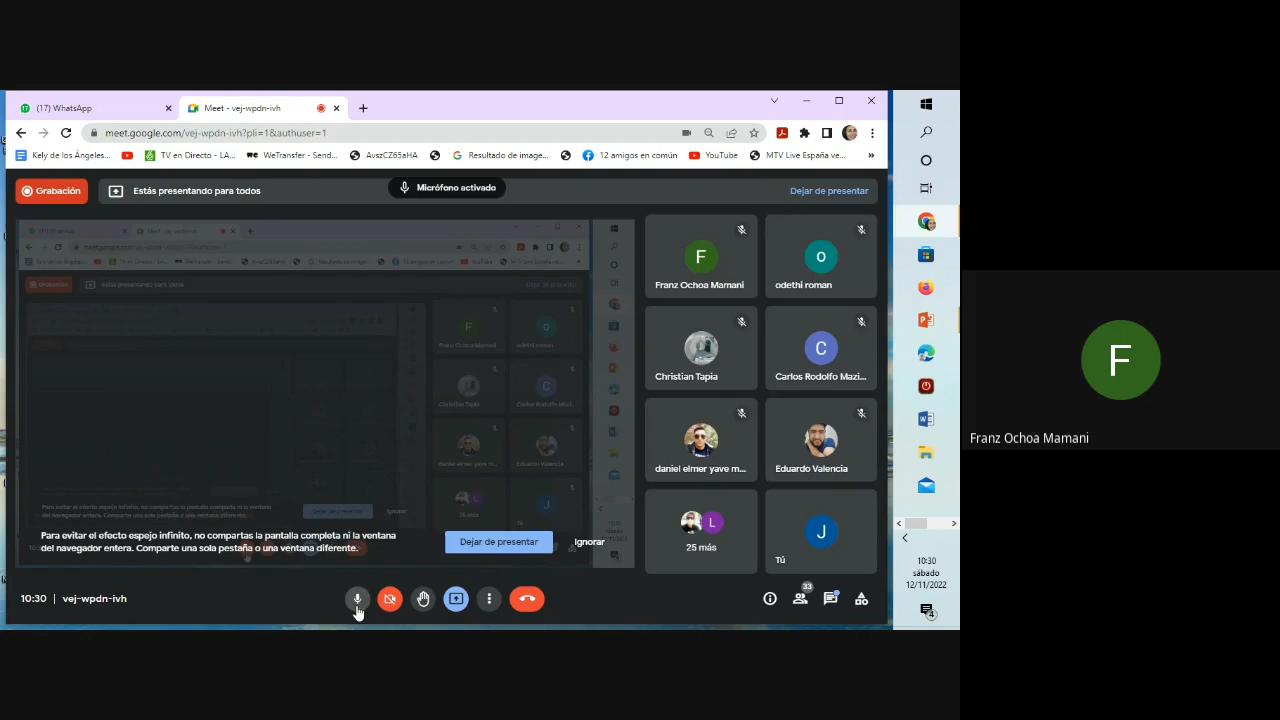 (17) WhatsApp
Meet - vej-wpdn-ivh
meet.google.com/vej-wpdn-ivh?pli=1&authuser=1
Kely de los Ángeles...
TV en Directo - LA...
WeTransfer - Send...
AvszCZ65aHA
Resultado de image...
12 amigos en común
YouTube
MTV Live España ve...
»
Grabación
Estás presentando para todos
Micrófono activado
Dejar de presentar
F
Franz Ochoa Mamani
o
odethi roman
Christian Tapia
C
Carlos Rodolfo Mazi...
daniel elmer yave m...
Eduardo Valencia
L
25 más
J
Tú
Para evitar el efecto espejo infinito, no compartas la pantalla completa ni la ventana
del navegador entera. Comparte una sola pestaña o una ventana diferente.
Dejar de presentar
Ignorar
10:30 | vej-wpdn-ivh
33
10:30
sábado
12/11/2022
4
F
Franz Ochoa Mamani